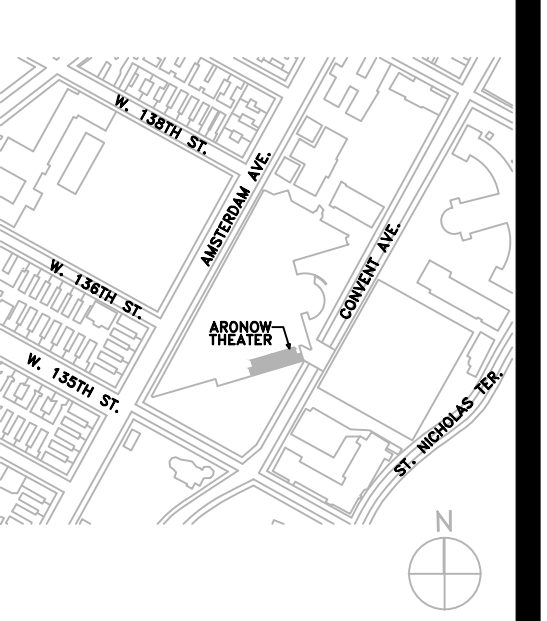 W. 138TH ST.
AMSTERDAM AVE.
CONVENT AVE.
W. 136TH ST.
ARONOW
THEATER
W. 135TH ST.
ST. NICHOLAS TER.
N